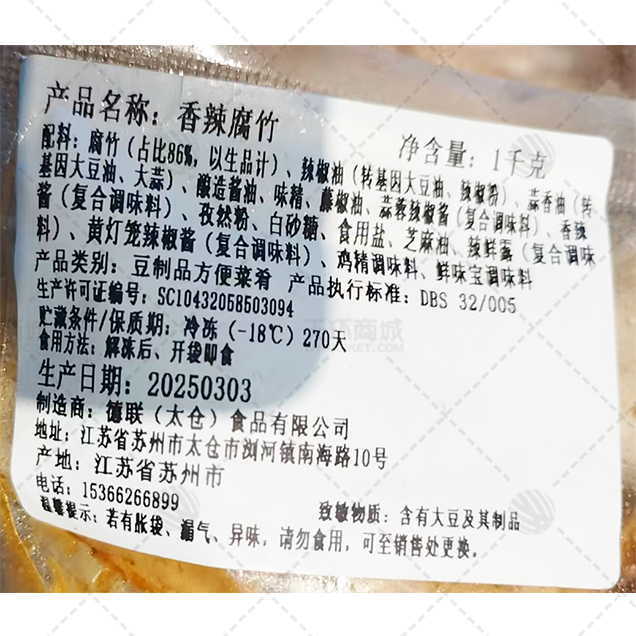 产品名称：香辣腐竹
净含量：1千克
配料：腐竹（占比86%，以生品计）、辣椒油（转基因大豆油、辣椒粉）、蒜香油（转
基因大豆油、大蒜）、酿造酱油、味精、藤椒油、蒜蓉辣椒酱（复合调味料）、香辣
酱（复合调味料）、孜然粉、白砂糖、食用盐、芝麻油、辣鲜露（复合调味
料）、黄灯笼辣椒酱（复合调味料）、鸡精调味料、鲜味宝调味料
产品类别：豆制品方便菜肴 产品执行标准：DBS 32/005
生产许可证编号：SC10432058503094
贮藏条件/保质期：冷冻（-18℃）270天
食用方法：解冻后、开袋即食
生产日期：20250303
制造商：德联（太仓）食品有限公司
地址：江苏省苏州市太仓市浏河镇南海路10号
产地：江苏省苏州市
电话：15366266899
致敏物质：含有大豆及其制品
温馨提示：若有胀袋、漏气、异味，请勿食用，可至销售处更换。